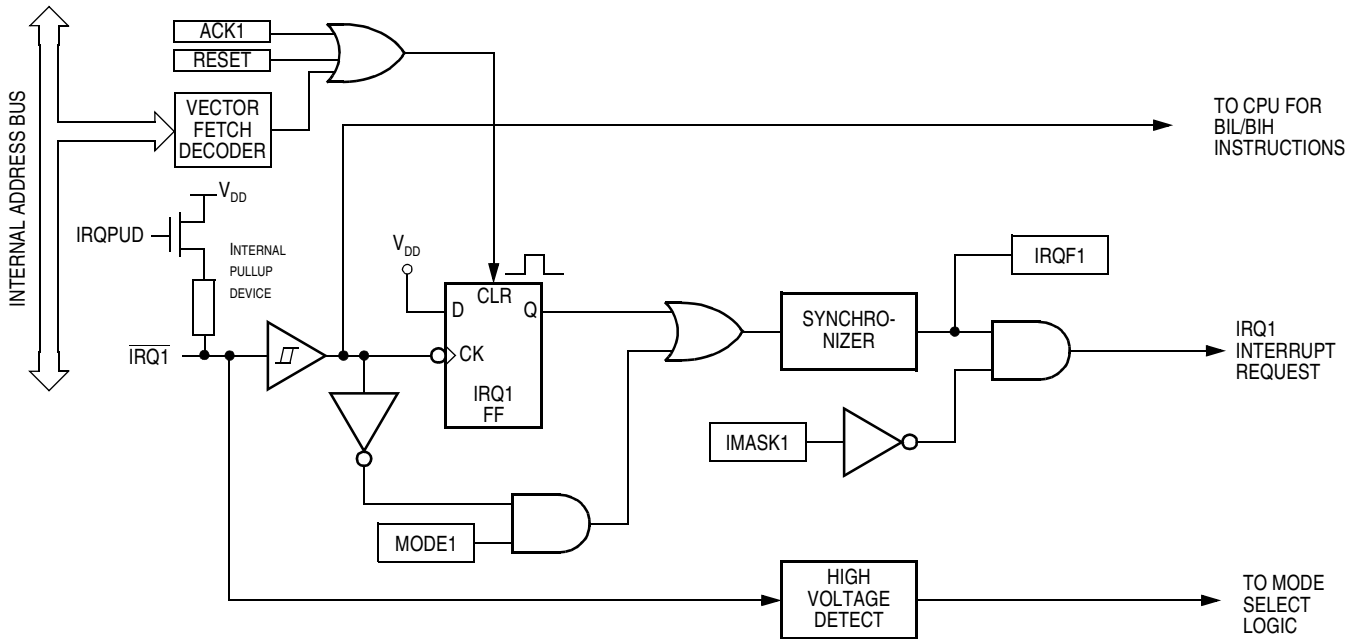 INTERNAL ADDRESS BUS
ACK1
RESET
VECTOR
FETCH
DECODER
TO CPU FOR
BIL/BIH
INSTRUCTIONS
VDD
IRQPUD
INTERNAL
PULLUP
DEVICE
VDD
CLR
D
Q
CK
IRQ1
FF
IRQ1
SYNCHRO-
NIZER
IRQF1
IRQ1
INTERRUPT
REQUEST
IMASK1
MODE1
HIGH
VOLTAGE
DETECT
TO MODE
SELECT
LOGIC